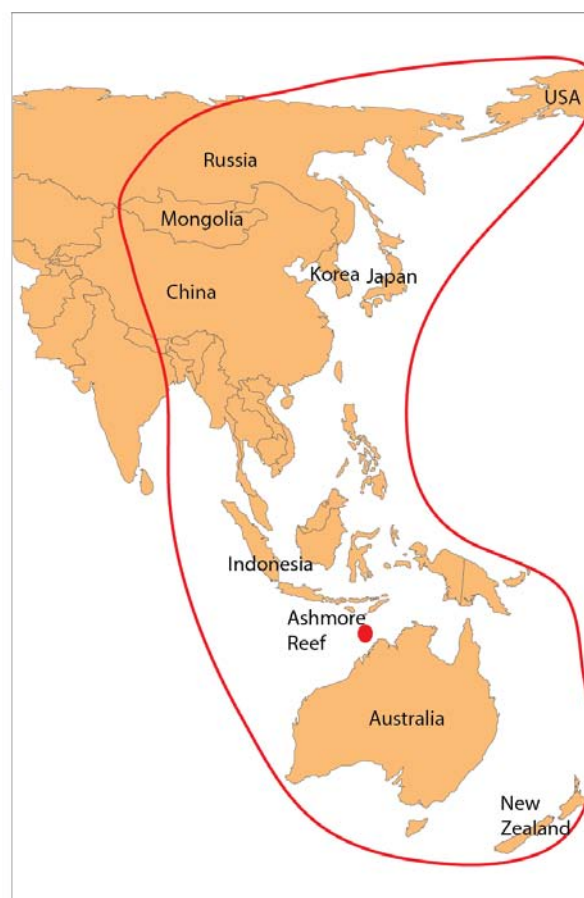 USA
Russia
Mongolia
Korea Japan
China
Indonesia
Ashmore
Reef
Australia
New
Zealand